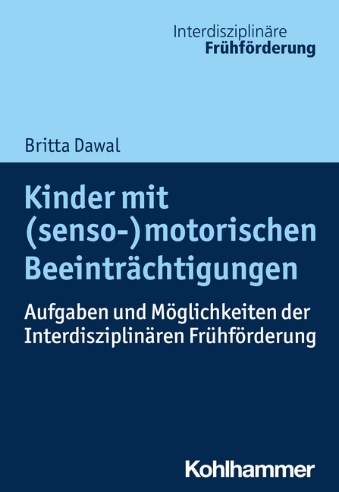 Interdisziplinäre
Frühförderung
Britta Dawal
Kinder mit
(senso-)motorischen
Beeinträchtigungen
Aufgaben und Möglichkeiten der
Interdisziplinären Frühförderung
Kohlhammer